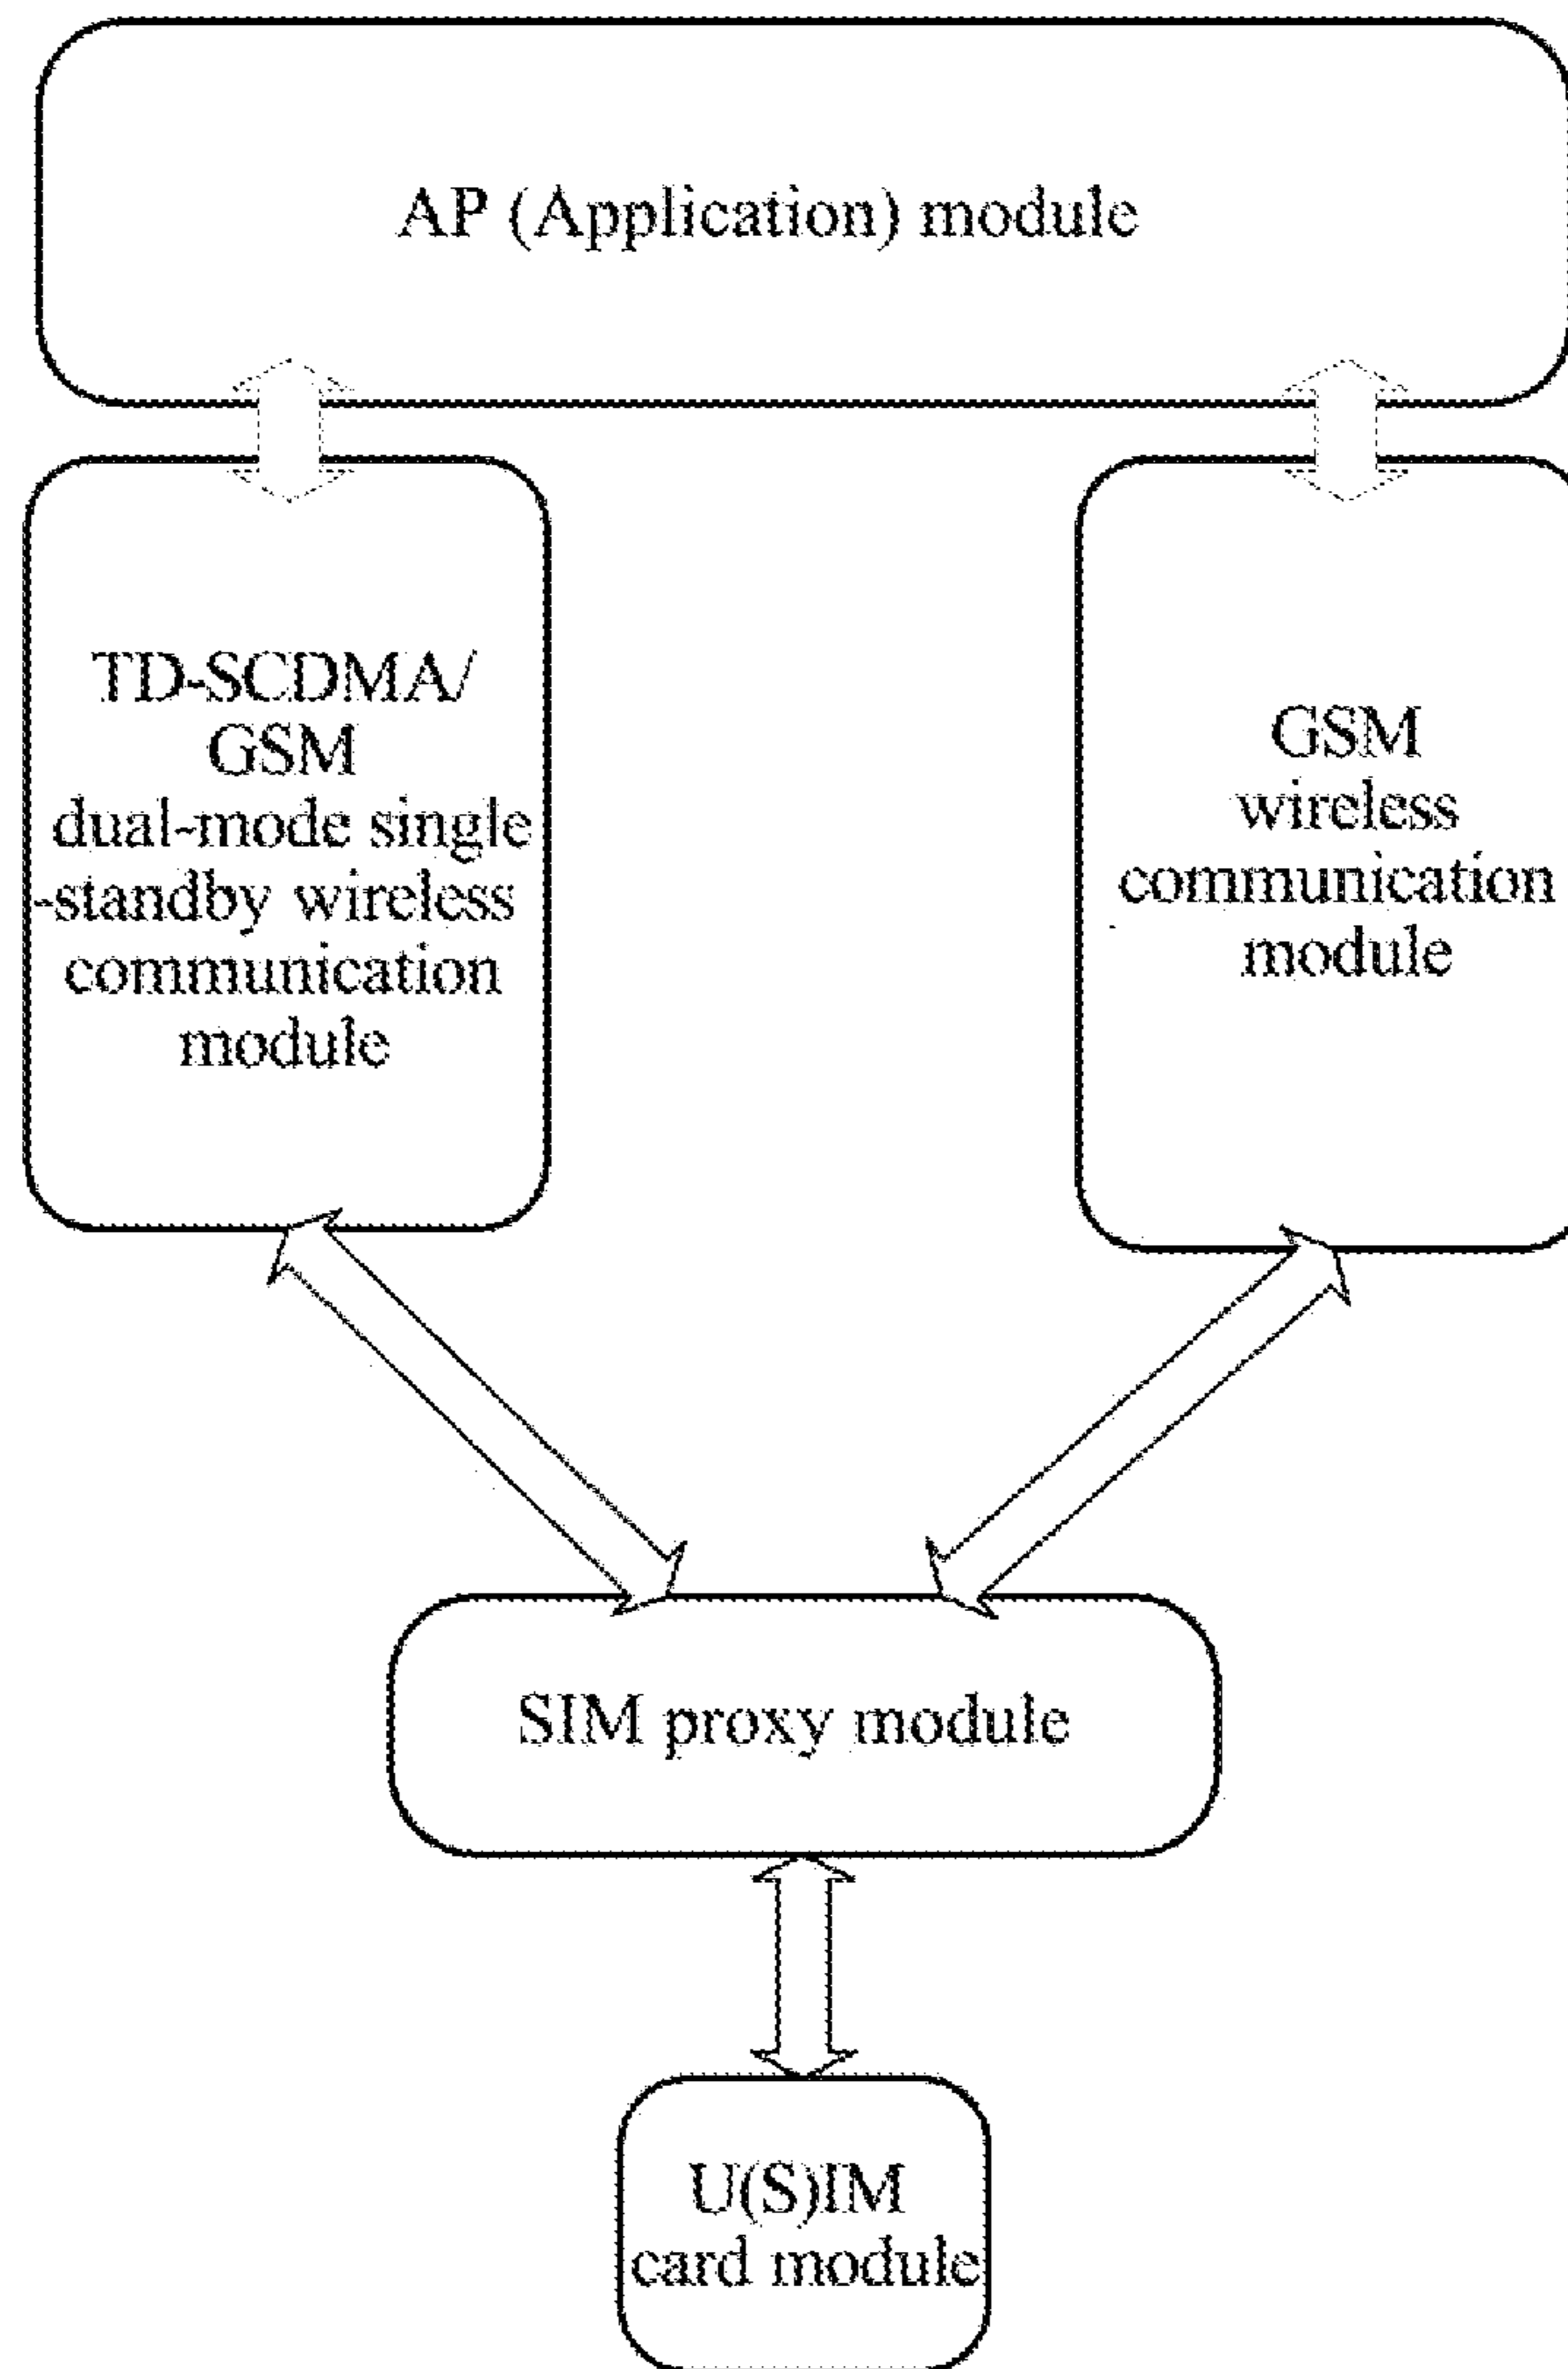 AP (Application) module
TD-SCDMA/
GSM
dual-mode single
-standby wireless
communication
module
GSM
wireless
communication
module
SIM proxy module
U(S)IM
card module